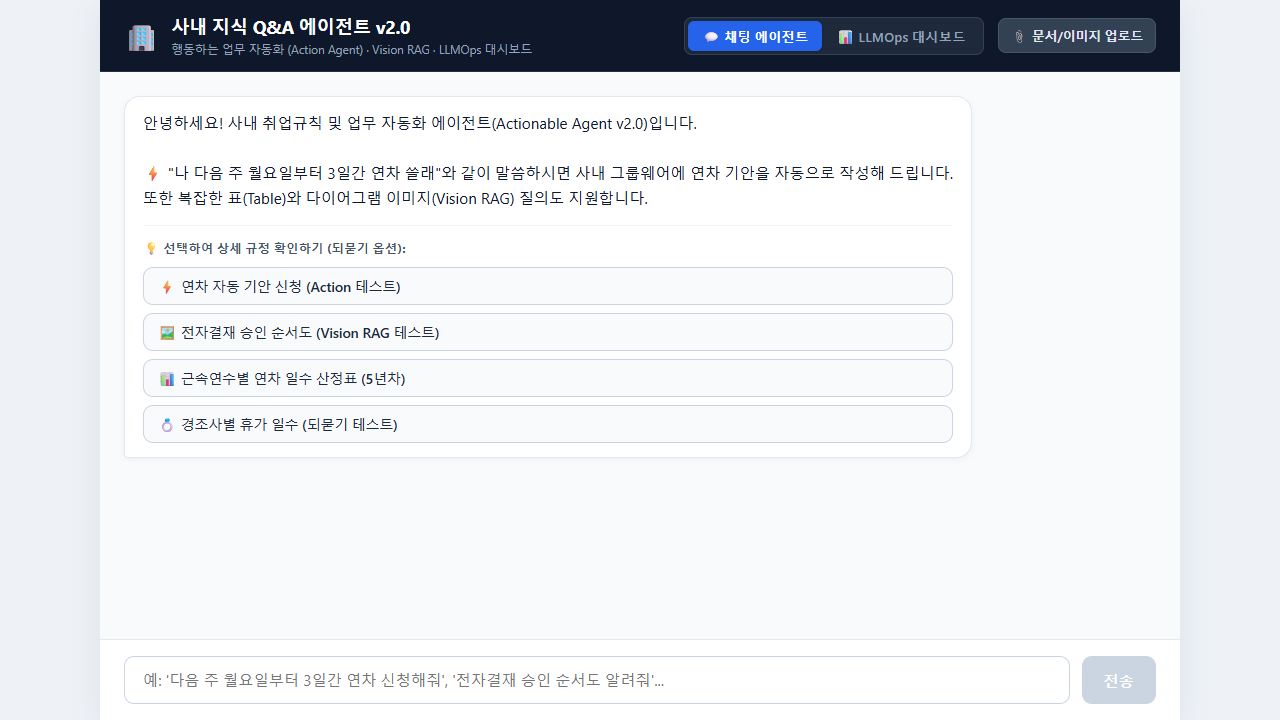 사내 지식 Q&A 에이전트 v2.0
행동하는 업무 자동화 (Action Agent) · Vision RAG · LLMOps 대시보드
💬 채팅 에이전트
📊 LLMOps 대시보드
📎 문서/이미지 업로드
안녕하세요! 사내 취업규칙 및 업무 자동화 에이전트(Actionable Agent v2.0)입니다.
⚡ "나 다음 주 월요일부터 3일간 연차 쓸래"와 같이 말씀하시면 사내 그룹웨어에 연차 기안을 자동으로 작성해 드립니다.
또한 복잡한 표(Table)와 다이어그램 이미지(Vision RAG) 질의도 지원합니다.
💡 선택하여 상세 규정 확인하기 (되묻기 옵션):
⚡ 연차 자동 기안 신청 (Action 테스트)
🖼️ 전자결재 승인 순서도 (Vision RAG 테스트)
📊 근속연수별 연차 일수 산정표 (5년차)
💍 경조사별 휴가 일수 (되묻기 테스트)
예: '다음 주 월요일부터 3일간 연차 신청해줘', '전자결재 승인 순서도 알려줘'...
전송